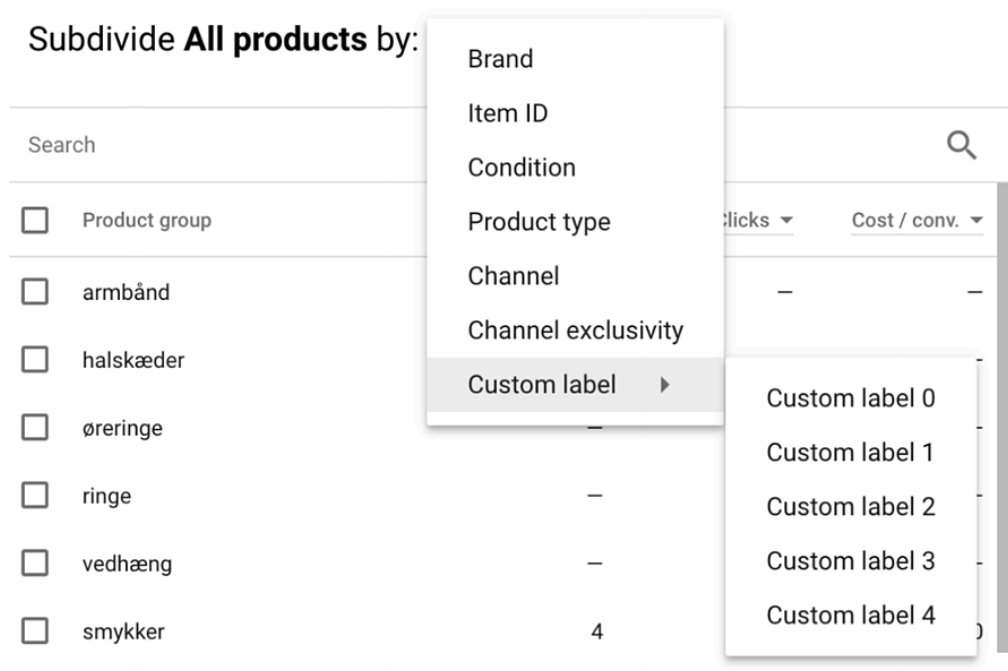 Subdivide All products by:
Brand
Item ID
Condition
Product type
Channel
Channel exclusivity
Custom label
Custom label 0
Custom label 1
Custom label 2
Custom label 3
Custom label 4
Search
Product group
Cost / conv.
armbånd — —
halskæder
øreringe —
ringe —
vedhæng —
smykker 4